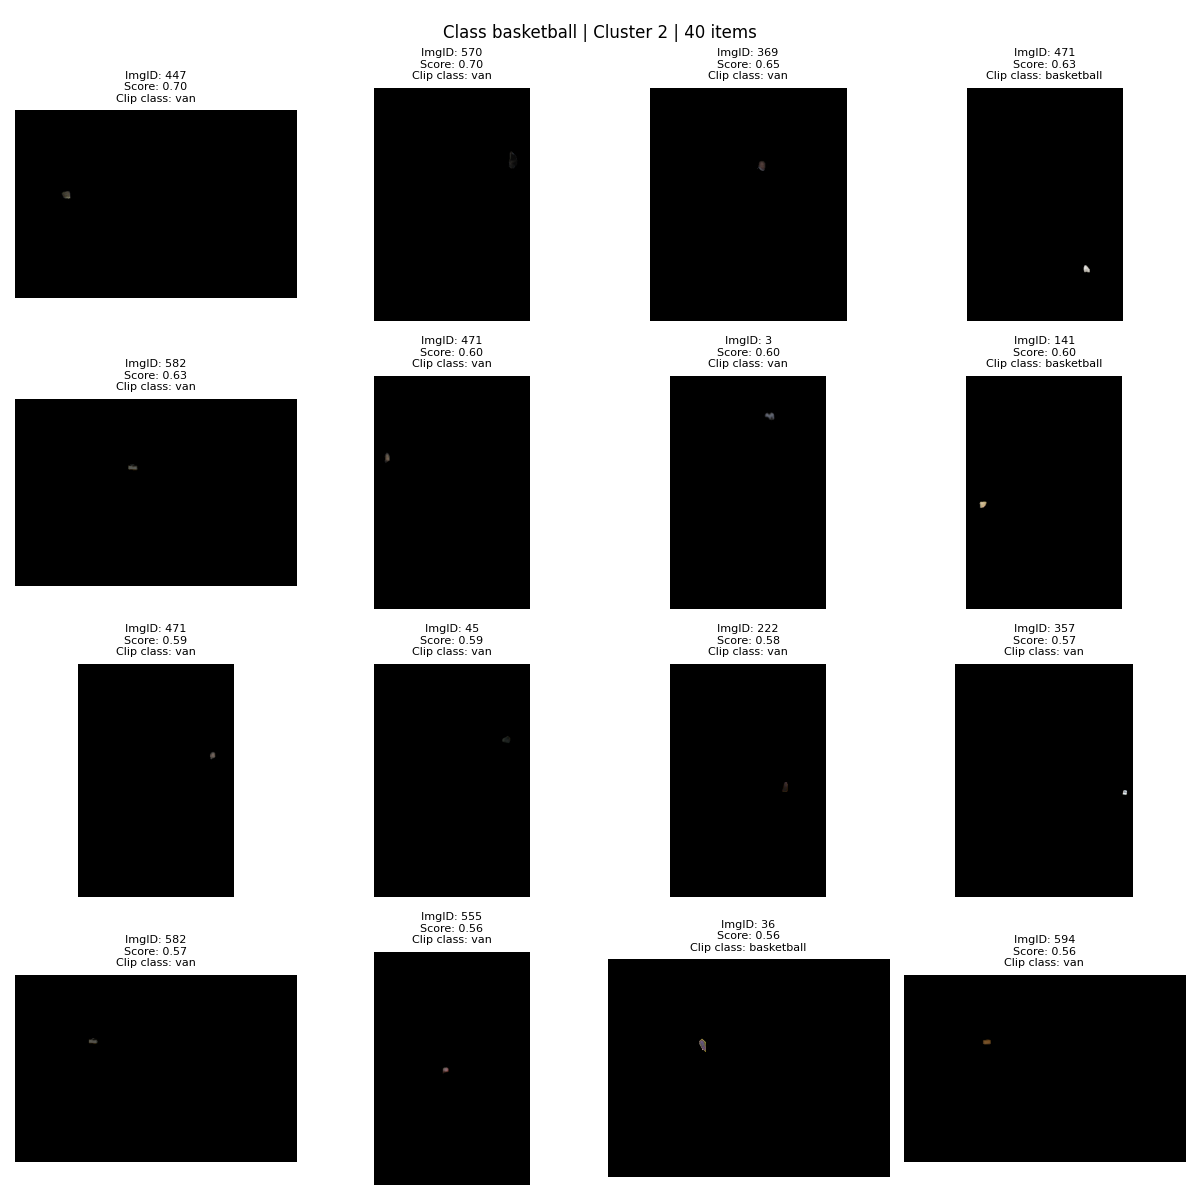 Class basketball | Cluster 2 | 40 items
ImgID: 447
Score: 0.70
Clip class: van
ImgID: 570
Score: 0.70
Clip class: van
ImgID: 369
Score: 0.65
Clip class: van
ImgID: 471
Score: 0.63
Clip class: basketball
ImgID: 582
Score: 0.63
Clip class: van
ImgID: 471
Score: 0.60
Clip class: van
ImgID: 3
Score: 0.60
Clip class: van
ImgID: 141
Score: 0.60
Clip class: basketball
ImgID: 471
Score: 0.59
Clip class: van
ImgID: 45
Score: 0.59
Clip class: van
ImgID: 222
Score: 0.58
Clip class: van
ImgID: 357
Score: 0.57
Clip class: van
ImgID: 582
Score: 0.57
Clip class: van
ImgID: 555
Score: 0.56
Clip class: van
ImgID: 36
Score: 0.56
Clip class: basketball
ImgID: 594
Score: 0.56
Clip class: van